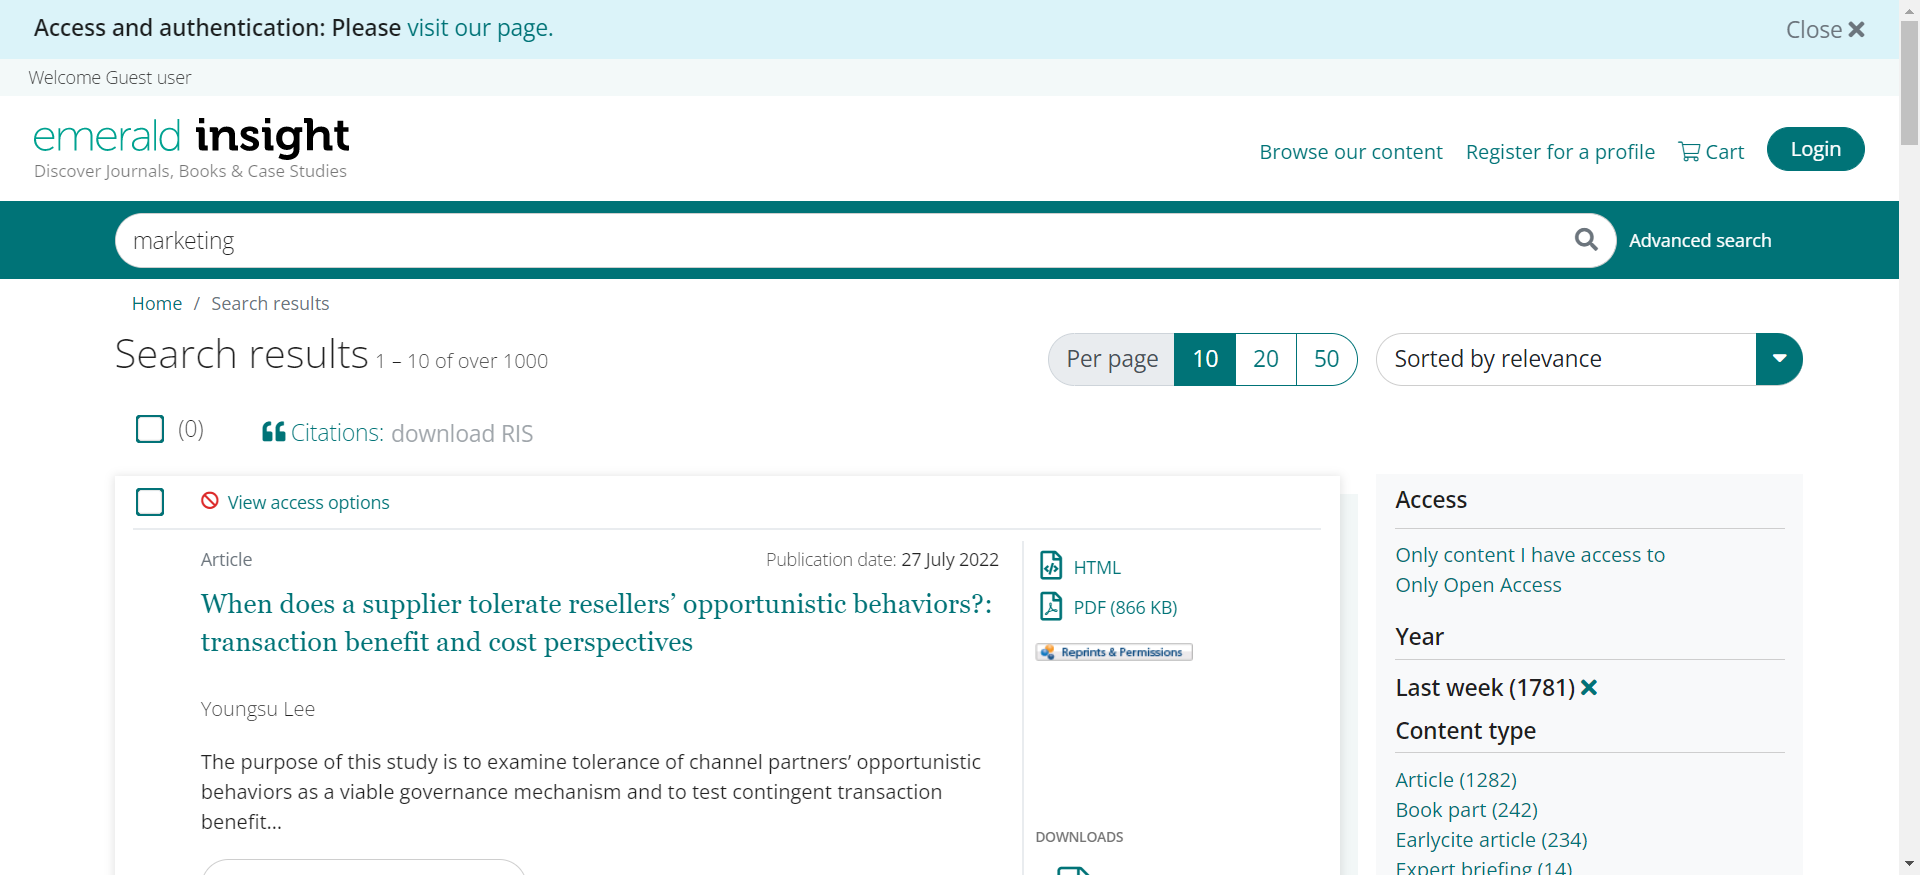 Access and authentication: Please visit our page.
Close
Welcome Guest user
emerald insight
Discover Journals, Books & Case Studies
Browse our content
Register for a profile
Cart
Login
marketing
Advanced search
Home / Search results
Search results 1 – 10 of over 1000
Per page 10 20 50
Sorted by relevance
(0)
Citations: download RIS
View access options
Article
Publication date: 27 July 2022
When does a supplier tolerate resellers’ opportunistic behaviors?:
transaction benefit and cost perspectives
Youngsu Lee
The purpose of this study is to examine tolerance of channel partners’ opportunistic
behaviors as a viable governance mechanism and to test contingent transaction
benefit...
HTML
PDF (866 KB)
Reprints & Permissions
DOWNLOADS
Access
Only content I have access to
Only Open Access
Year
Last week (1781)
Content type
Article (1282)
Book part (242)
Earlycite article (234)
Expert briefing (14)